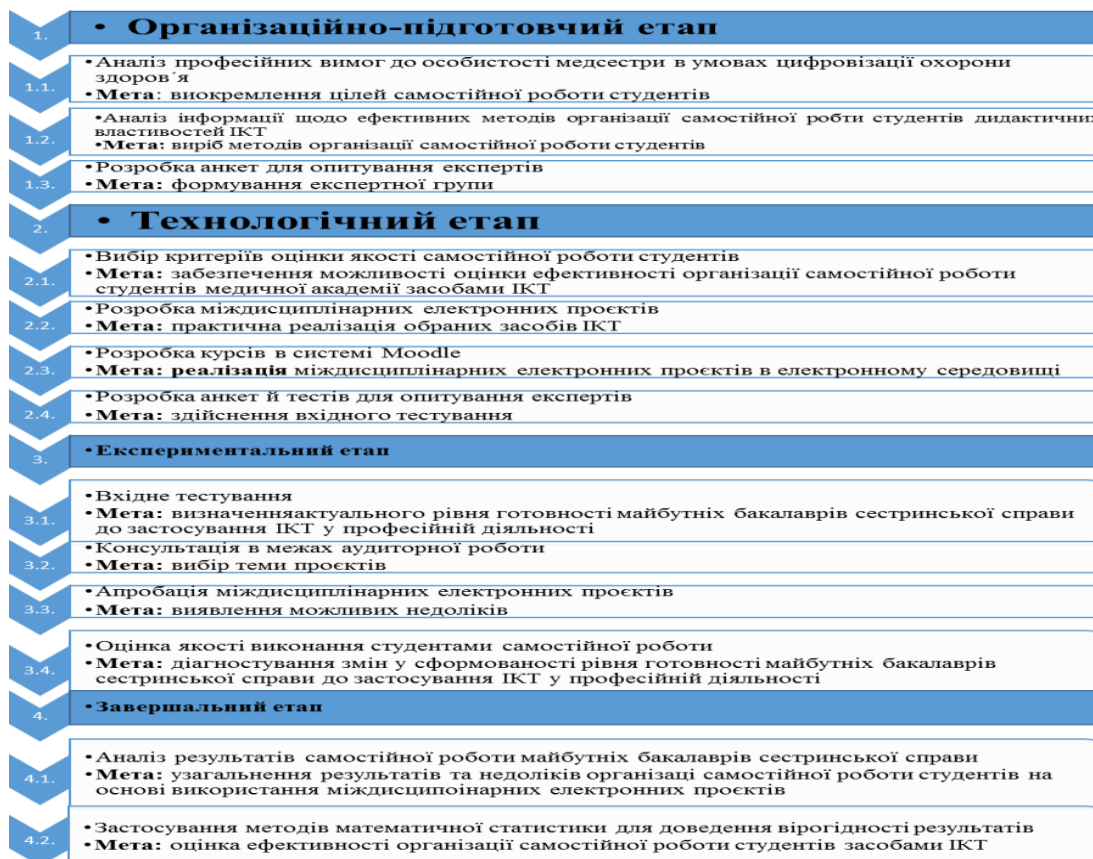 1. • Організаційно-підготовчий етап
1.1. •Аналіз професійних вимог до особистості медсестри в умовах цифровізації охорони
здоров´я
•Мета: виокремлення цілей самостійної роботи студентів
1.2. •Аналіз інформації щодо ефективних методів організації самостійної робти студентів дидактичних
властивостей ІКТ
•Мета: виріб методів організації самостійної роботи студентів
1.3. •Розробка анкет для опитування експертів
•Мета: формування експертної групи
2. • Технологічний етап
2.1. •Вибір критеріїв оцінки якості самостійної роботи студентів
•Мета: забезпечення можливості оцінки ефективності організації самостійної роботи
студентів медичної академії засобами ІКТ
2.2. •Розробка міждисциплінарних електронних проєктів
•Мета: практична реалізація обраних засобів ІКТ
2.3. •Розробка курсів в системі Moodle
•Мета: реалізація міждисциплінарних електронних проєктів в електронному середовищі
2.4. •Розробка анкет й тестів для опитування експертів
•Мета: здійснення вхідного тестування
3. •Експериментальний етап
3.1. •Вхідне тестування
•Мета: визначенняактуального рівня готовності майбутніх бакалаврів сестринської справи
до застосування ІКТ у професійній діяльності
3.2. •Консультація в межах аудиторної роботи
•Мета: вибір теми проєктів
3.3. •Апробація міждисциплінарних електронних проєктів
•Мета: виявлення можливих недоліків
3.4. •Оцінка якості виконання студентами самостійної роботи
•Мета: діагностування змін у сформованості рівня готовності майбутніх бакалаврів
сестринської справи до застосування ІКТ у професійній діяльності
4. •Завершальний етап
4.1. •Аналіз результатів самостійної роботи майбутніх бакалаврів сестринської справи
•Мета: узагальнення результатів та недоліків організаці самостійної роботи студентів на
основі використання міждисципоінарних електронних проєктів
4.2. •Застосування методів математичної статистики для доведення вірогідності результатів
•Мета: оцінка ефективності організації самостійної роботи студентів засобами ІКТ